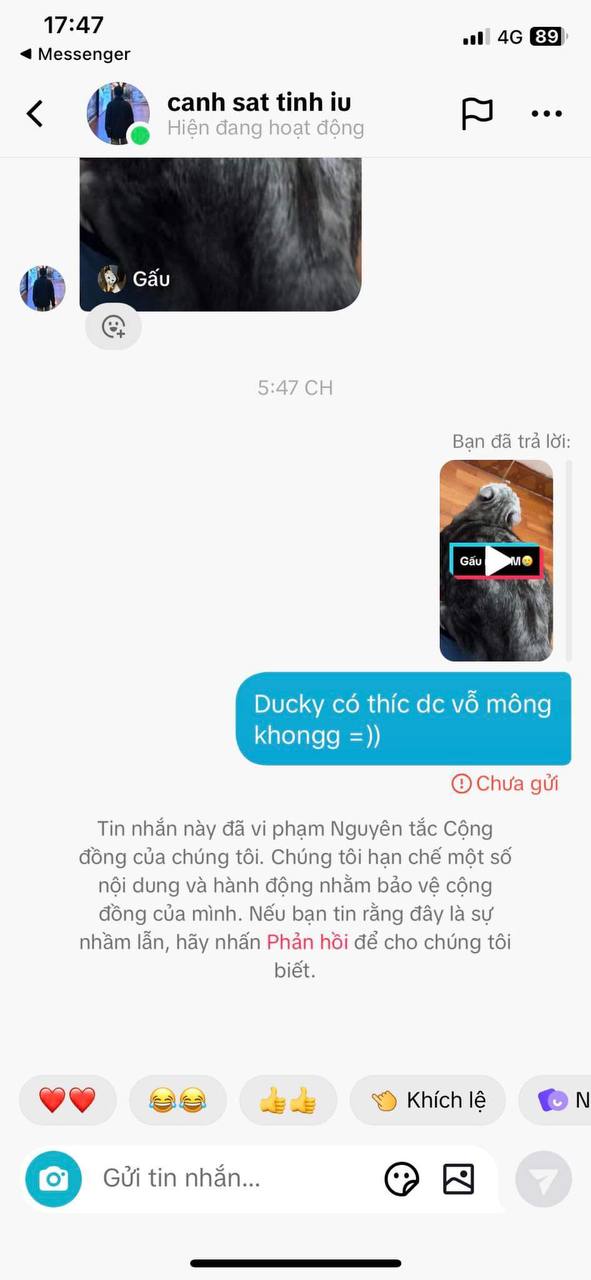 17:47
4G 89
◀ Messenger
canh sat tinh iu
Hiện đang hoạt động
Gấu
5:47 CH
Bạn đã trả lời:
Gấu M
Ducky có thíc dc vỗ mông
khongg =))
Chưa gửi
Tin nhắn này đã vi phạm Nguyên tắc Cộng
đồng của chúng tôi. Chúng tôi hạn chế một số
nội dung và hành động nhằm bảo vệ cộng
đồng của mình. Nếu bạn tin rằng đây là sự
nhầm lẫn, hãy nhấn Phản hồi để cho chúng tôi
biết.
❤️❤️
😂😂
👍👍
Khích lệ
N
Gửi tin nhắn...